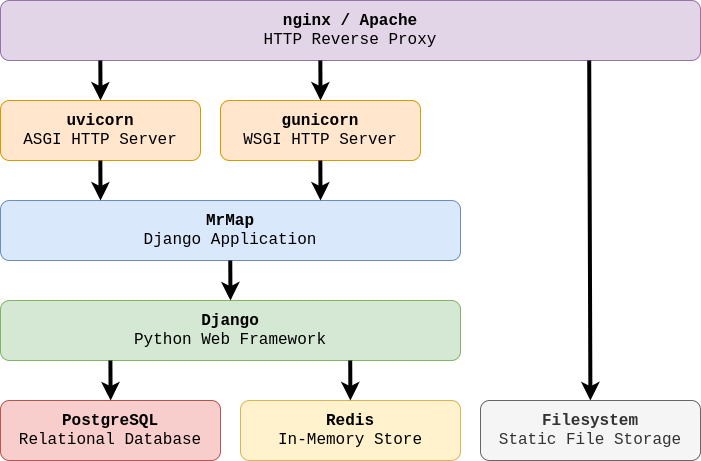 nginx / Apache
HTTP Reverse Proxy
uvicorn
ASGI HTTP Server
gunicorn
WSGI HTTP Server
MrMap
Django Application
Django
Python Web Framework
PostgreSQL
Relational Database
Redis
In-Memory Store
Filesystem
Static File Storage